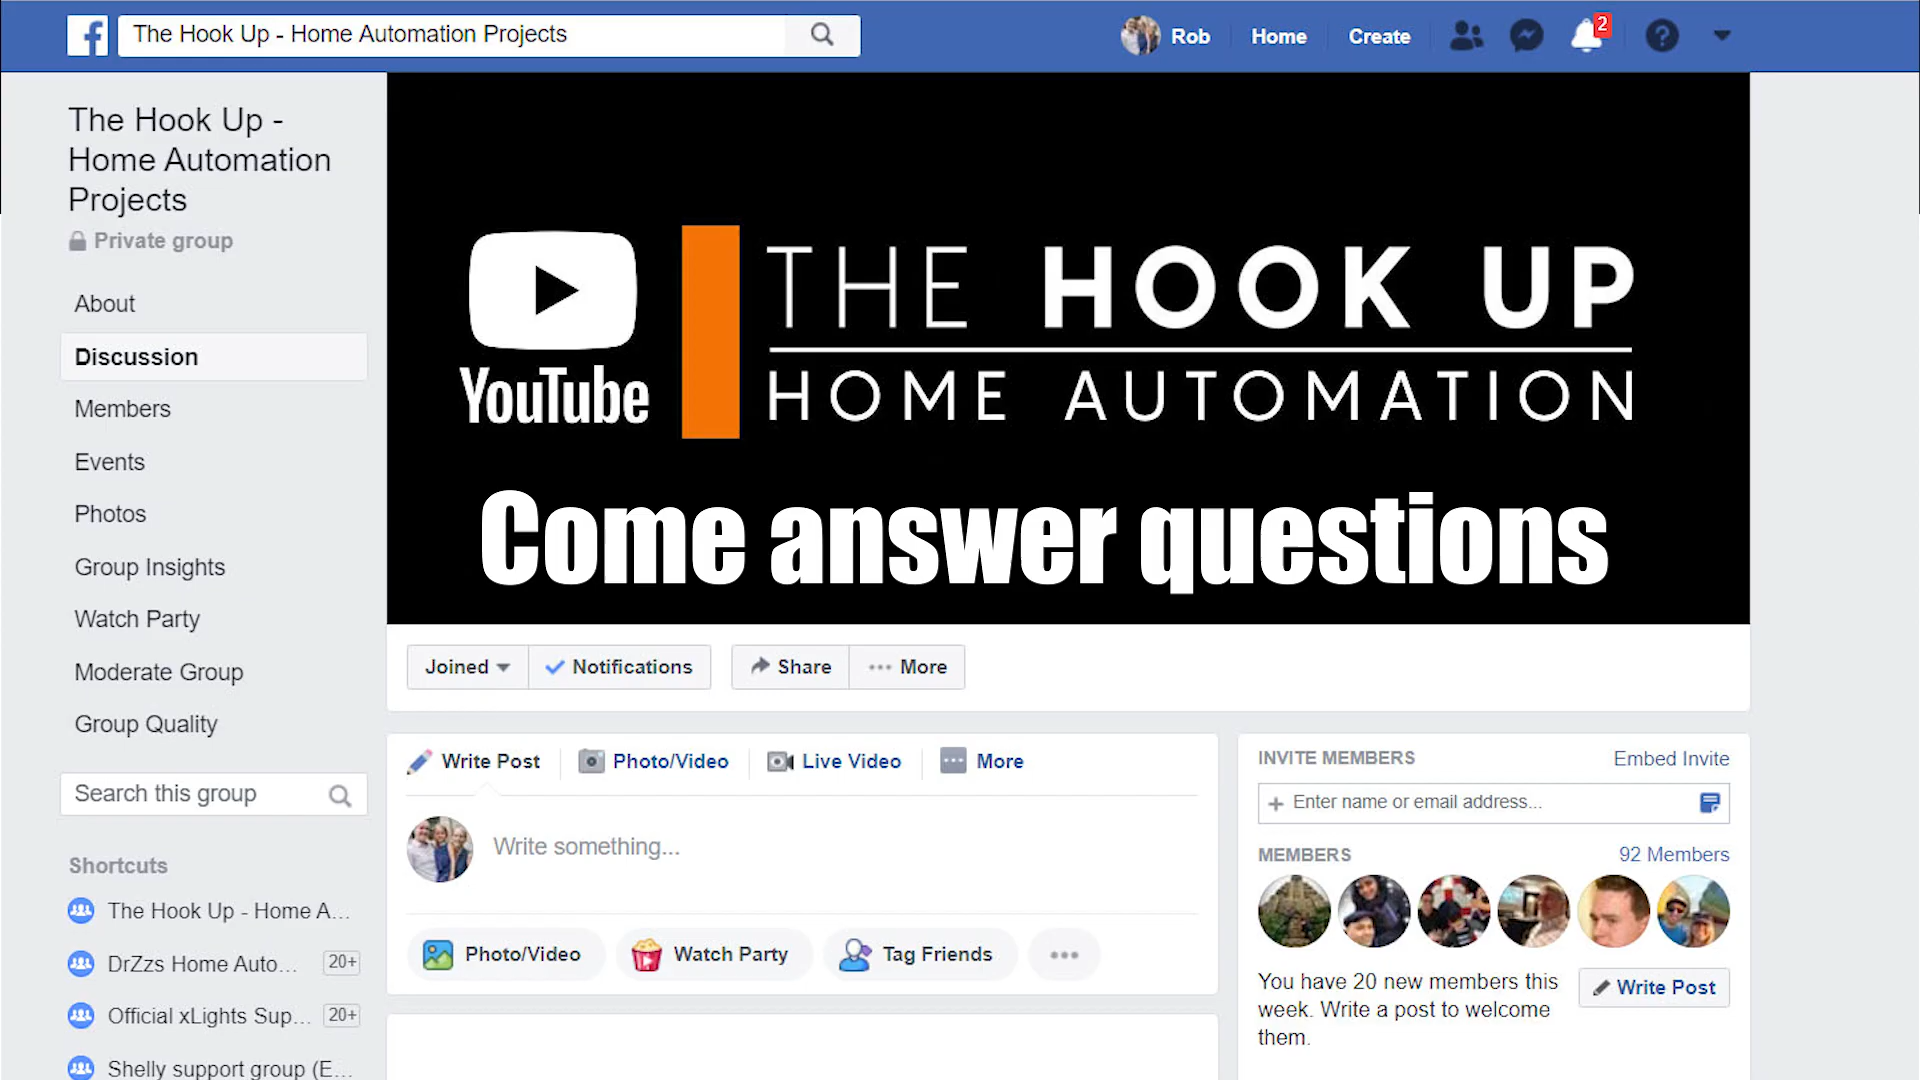 The Hook Up - Home Automation Projects
Rob
Home
Create
2
The Hook Up -
Home Automation
Projects
Private group
About
Discussion
Members
Events
Photos
Group Insights
Watch Party
Moderate Group
Group Quality
Search this group
Shortcuts
The Hook Up - Home A...
DrZzs Home Auto... 20+
Official xLights Sup... 20+
Shelly support group (E...
YouTube
THE HOOK UP
HOME AUTOMATION
Come answer questions
Joined
Notifications
Share
More
Write Post
Photo/Video
Live Video
More
Write something...
Photo/Video
Watch Party
Tag Friends
INVITE MEMBERS
Embed Invite
Enter name or email address...
MEMBERS
92 Members
You have 20 new members this
week. Write a post to welcome
them.
Write Post